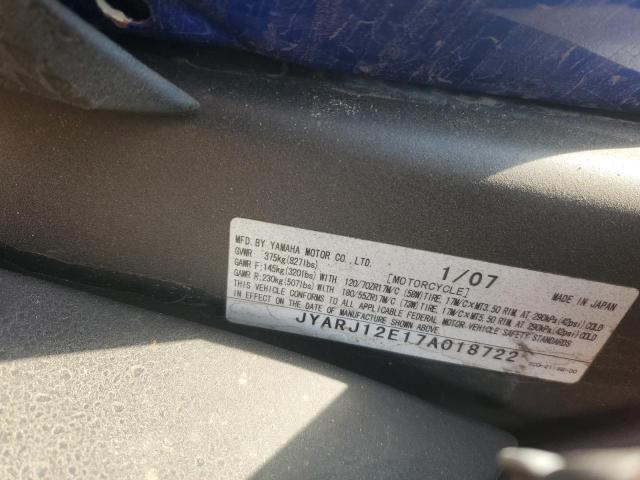 MFD. BY YAMAHA MOTOR CO., LTD. 1/07
GVWR 375kg(827lbs) [MOTORCYCLE] MADE IN JAPAN
GAWR F: 145kg(320lbs) WITH 120/70ZR17M/C (58W) TIRE, 17M/C×MT3.50 RIM, AT 290kPa(42psi) COLD
GAWR R: 230kg(507lbs) WITH 180/55ZR17M/C (73W) TIRE, 17M/C×MT5.50 RIM, AT 290kPa(42psi) COLD
THIS VEHICLE CONFORMS TO ALL APPLICABLE FEDERAL MOTOR VEHICLE SAFETY STANDARDS
IN EFFECT ON THE DATE OF MANUFACTURE SHOWN ABOVE
JYARJ12E17A018722